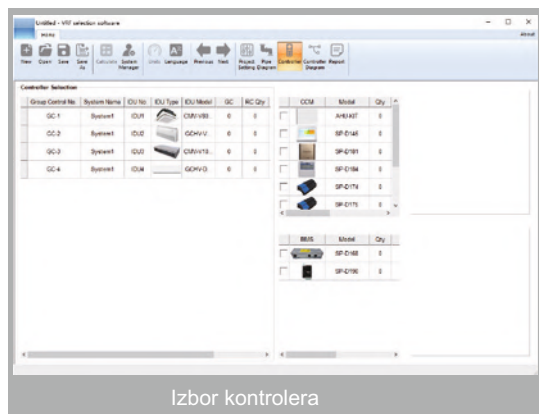 Untitled - VRF selection software
Menu
About
New Open Save Save As Calculate System Manager Undo Language Previous Next Project Setting Pipe Diagram Controller Controller Diagram Report
Controller Selection
Group Control No. System Name IDU No. IDU Type IDU Model GC RC Qty
GC-1 System1 IDU1 0 0
GC-2 System1 IDU2 0 0
GC-3 System1 IDU3 0 0
GC-4 System1 IDU4 0 0
CCM Model Qty
AHU KIT 0
SP-D146 0
SP-D181 0
SP-D184 0
SP-D174 0
SP-D175 0
BMS Model Qty
SP-D168 0
SP-D190 0
Izbor kontrolera